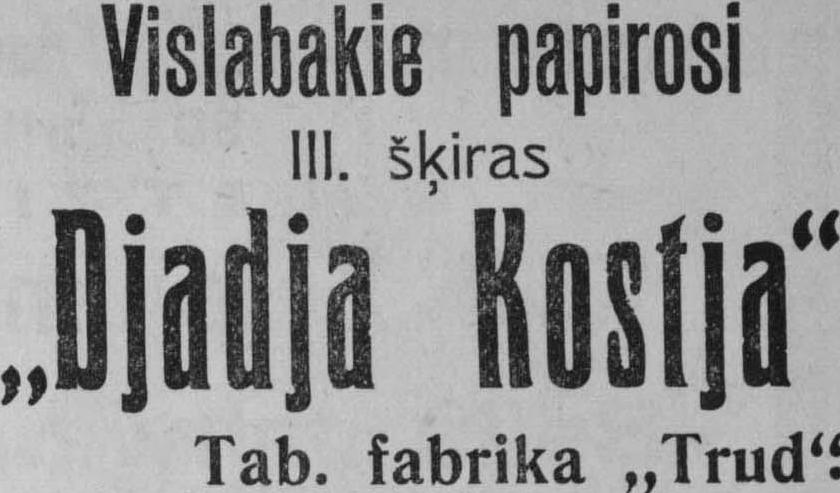 Vislabakie papirosi
III. šķiras
„Djadja Kostja“
Tab. fabrika „Trud“.